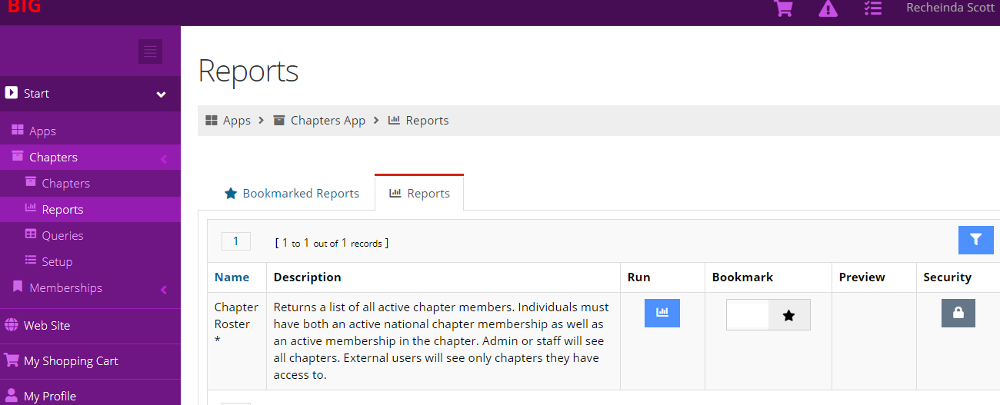 BIG
Recheinda Scott
Start
Apps
Chapters
Chapters
Reports
Queries
Setup
Memberships
Web Site
My Shopping Cart
My Profile
Reports
Apps > Chapters App > Reports
Bookmarked Reports
Reports
1 [ 1 to 1 out of 1 records ]
Name Description Run Bookmark Preview Security
Chapter
Roster
*
Returns a list of all active chapter members. Individuals must
have both an active national chapter membership as well as
an active membership in the chapter. Admin or staff will see
all chapters. External users will see only chapters they have
access to.